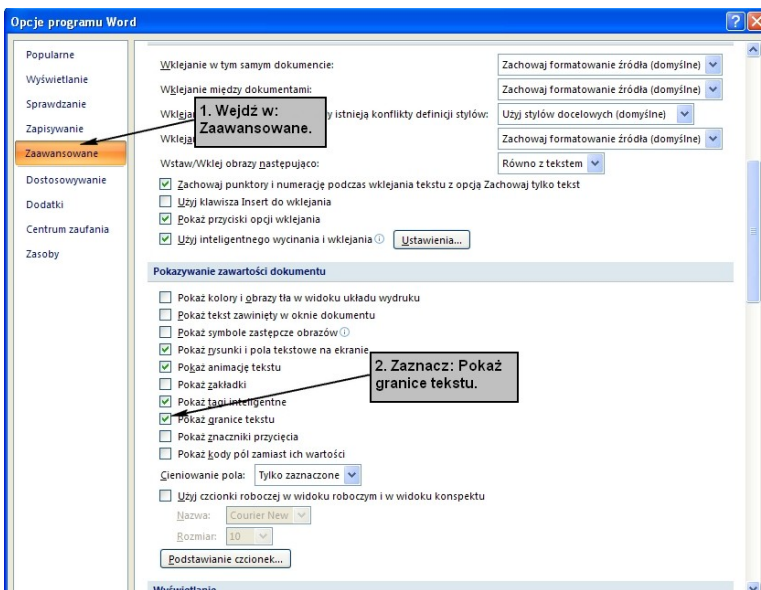 Opcje programu Word
Popularne
Wyświetlanie
Sprawdzanie
Zapisywanie
Zaawansowane
Dostosowywanie
Dodatki
Centrum zaufania
Zasoby
Wklejanie w tym samym dokumencie: Zachowaj formatowanie źródła (domyślne)
Wklejanie między dokumentami: Zachowaj formatowanie źródła (domyślne)
y istnieją konflikty definicji stylów: Użyj stylów docelowych (domyślne)
Zachowaj formatowanie źródła (domyślne)
1. Wejdź w:
Zaawansowane.
Wstaw/Wklej obrazy następująco: Równo z tekstem
Zachowaj punktory i numerację podczas wklejania tekstu z opcją Zachowaj tylko tekst
Użyj klawisza Insert do wklejania
Pokaż przyciski opcji wklejania
Użyj inteligentnego wycinania i wklejania Ustawienia...
Pokazywanie zawartości dokumentu
Pokaż kolory i obrazy tła w widoku układu wydruku
Pokaż tekst zawinięty w oknie dokumentu
Pokaż symbole zastępcze obrazów
Pokaż rysunki i pola tekstowe na ekranie
Pokaż animację tekstu
2. Zaznacz: Pokaż
granice tekstu.
Pokaż zakładki
Pokaż tagi inteligentne
Pokaż granice tekstu
Pokaż znaczniki przycięcia
Pokaż kody pól zamiast ich wartości
Cieniowanie pola: Tylko zaznaczone
Użyj czcionki roboczej w widoku roboczym i w widoku konspektu
Nazwa: Courier New
Rozmiar: 10
Podstawianie czcionek...
Wyświetlanie